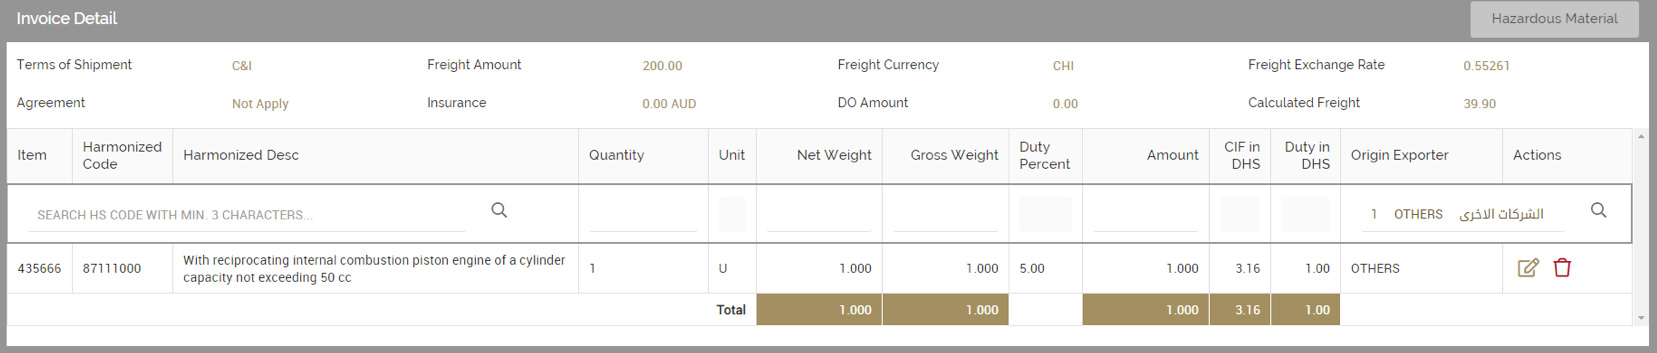 Invoice Detail
Hazardous Material
Terms of Shipment C&I Freight Amount 200.00 Freight Currency CHI Freight Exchange Rate 0.55261
Agreement Not Apply Insurance 0.00 AUD DO Amount 0.00 Calculated Freight 39.90
Item Harmonized Code Harmonized Desc Quantity Unit Net Weight Gross Weight Duty Percent Amount CIF in DHS Duty in DHS Origin Exporter Actions
SEARCH HS CODE WITH MIN. 3 CHARACTERS... 1 OTHERS الشركات الاخرى
435666 87111000 With reciprocating internal combustion piston engine of a cylinder
capacity not exceeding 50 cc 1 U 1.000 1.000 5.00 1.000 3.16 1.00 OTHERS
Total 1.000 1.000 1.000 3.16 1.00